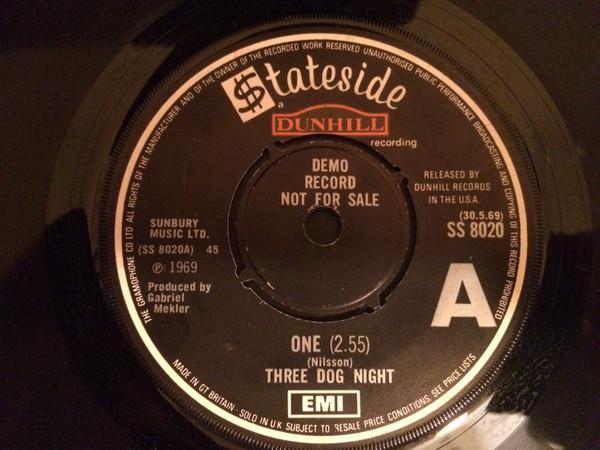 THE GRAMOPHONE CO LTD ALL RIGHTS OF THE MANUFACTURER AND OF THE OWNER OF THE RECORDED WORK RESERVED UNAUTHORISED PUBLIC PERFORMANCE BROADCASTING AND COPYING OF THIS RECORD PROHIBITED
$tateside
a
DUNHILL
recording
DEMO
RECORD
NOT FOR SALE
RELEASED BY
DUNHILL RECORDS
IN THE U.S.A.
(30.5.69)
SS 8020
SUNBURY
MUSIC LTD.
(SS 8020A) 45
Ⓟ: 1969
Produced by
Gabriel
Mekler
A
ONE (2.55)
(Nilsson)
THREE DOG NIGHT
EMI
MADE IN GT BRITAIN · SOLD IN U.K. SUBJECT TO RESALE PRICE CONDITIONS, SEE PRICE LISTS